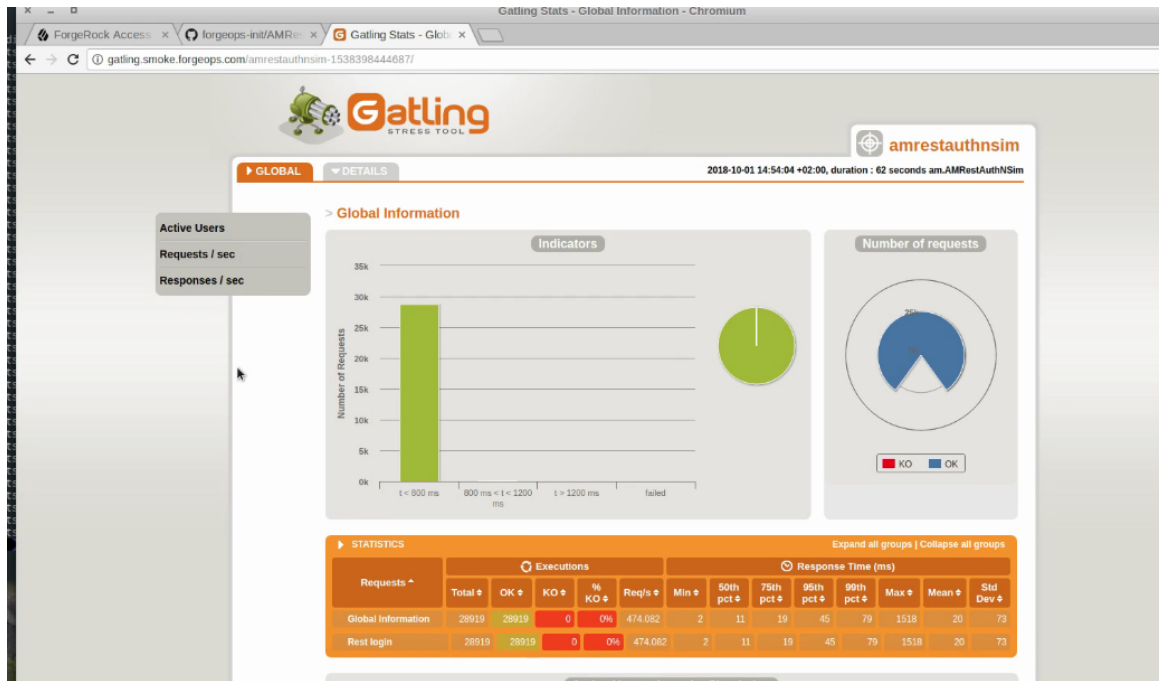 Gatling Stats - Global Information - Chromium
ForgeRock Access × forgeops-init/AMRes × Gatling Stats - Glob ×
gatling.smoke.forgeops.com/amrestauthnsim-1538398444687/
Gatling
STRESS TOOL
amrestauthnsim
GLOBAL DETAILS
2018-10-01 14:54:04 +02:00, duration : 62 seconds am.AMRestAuthNSim
> Global Information
Active Users
Requests / sec
Responses / sec
Indicators
Number of Requests
35k
30k
25k
20k
15k
10k
5k
0k
t < 800 ms
800 ms < t < 1200 ms
t > 1200 ms
failed
Number of requests
25k
KO OK
STATISTICS Expand all groups | Collapse all groups
Requests Executions Response Time (ms)
Total OK KO % KO Req/s Min 50th pct 75th pct 95th pct 99th pct Max Mean Std Dev
Global Information 28919 28919 0 0% 474.082 2 11 19 45 79 1518 20 73
Rest login 28919 28919 0 0% 474.082 2 11 19 45 79 1518 20 73